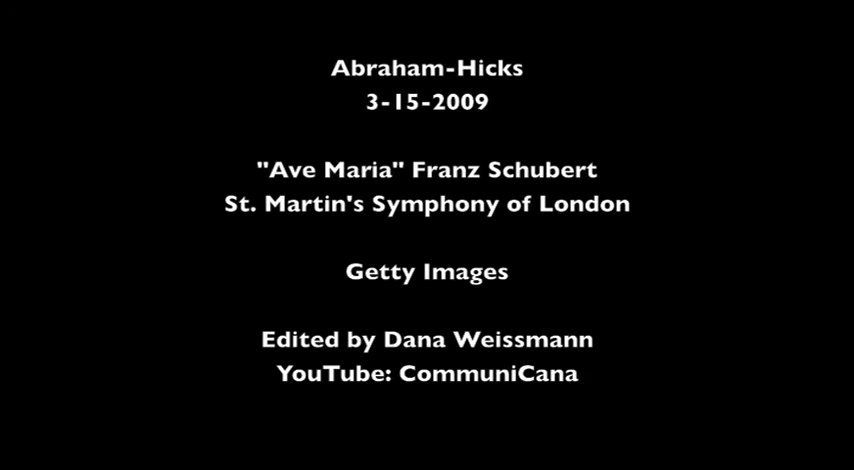 Abraham-Hicks
3-15-2009
"Ave Maria" Franz Schubert
St. Martin's Symphony of London
Getty Images
Edited by Dana Weissmann
YouTube: CommuniCana